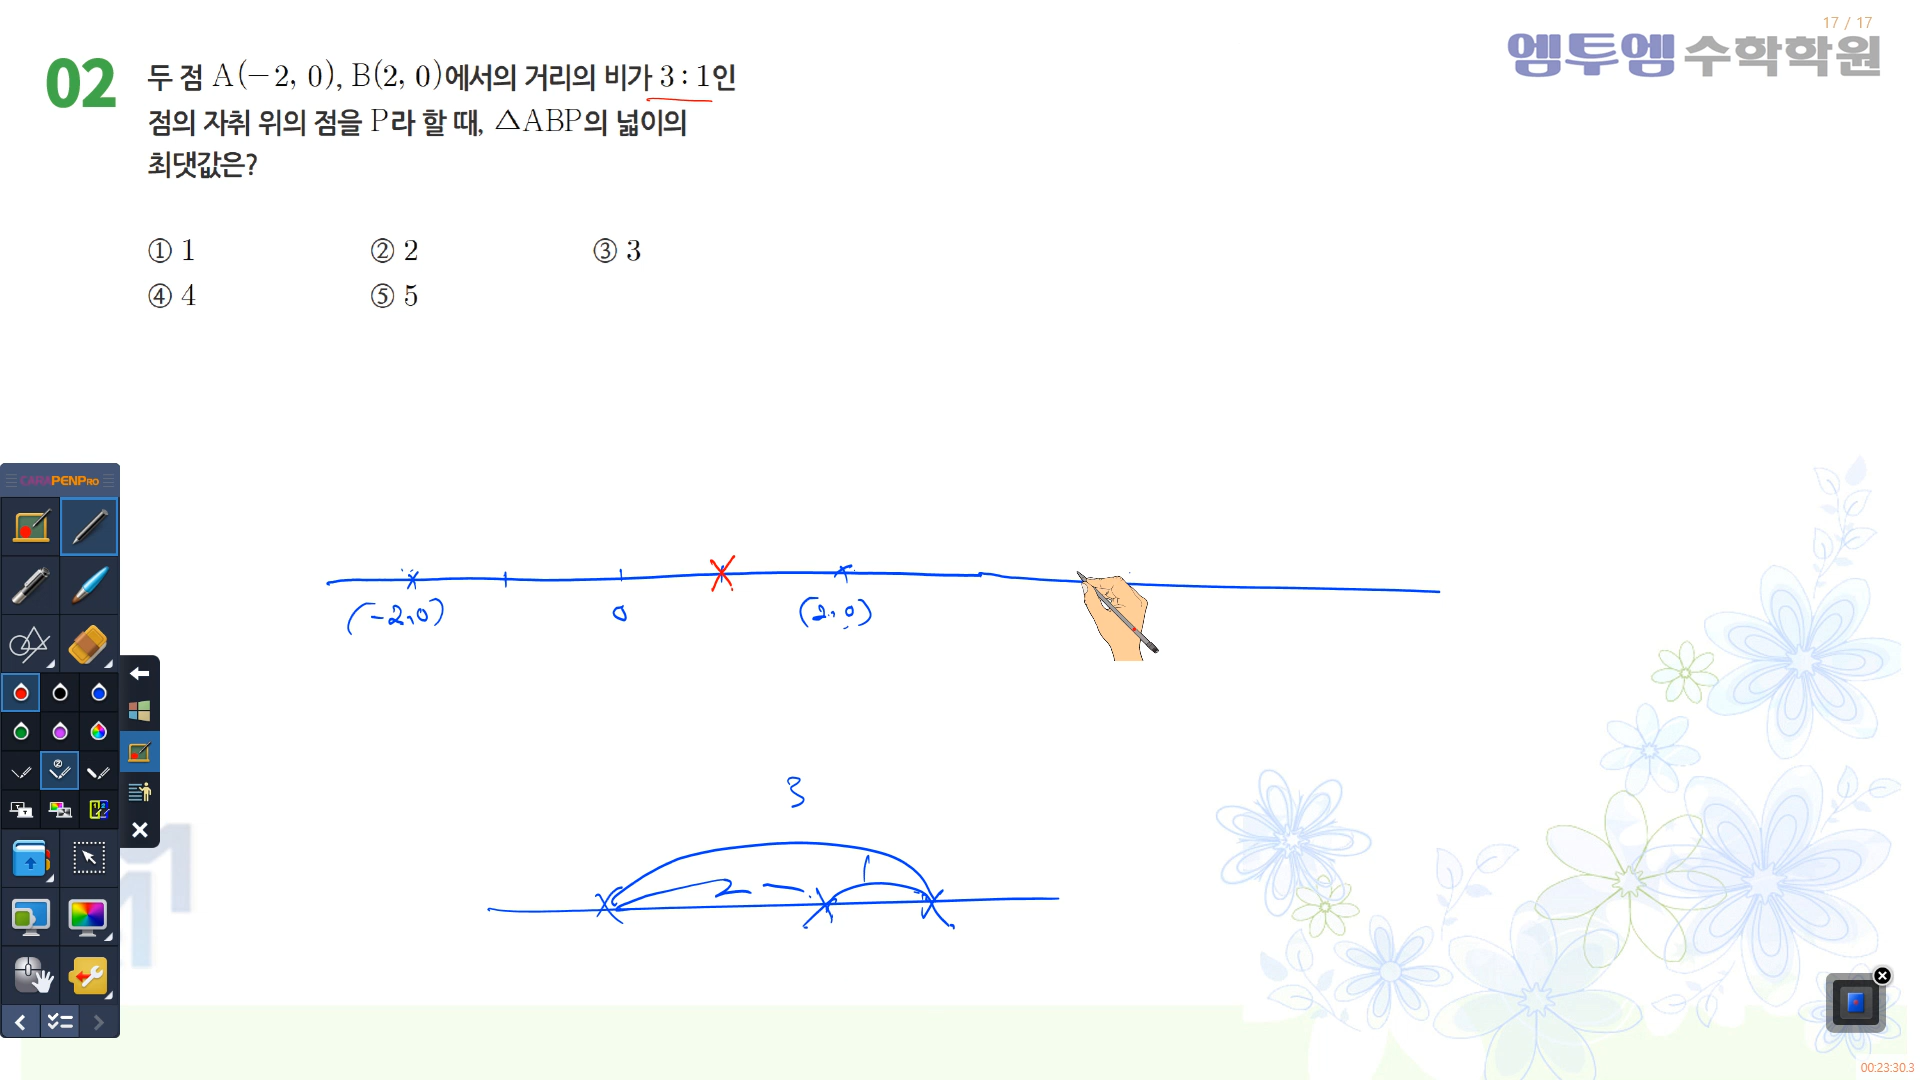 17 / 17
엠투엠 수학학원
02
두 점 A(−2, 0), B(2, 0)에서의 거리의 비가 3 : 1인
점의 자취 위의 점을 P라 할 때, △ABP의 넓이의
최댓값은?
① 1 ② 2 ③ 3
④ 4 ⑤ 5
CARAPENPRO
(-2,0) 0 (2,0)
3
2 1
00:23:30.3